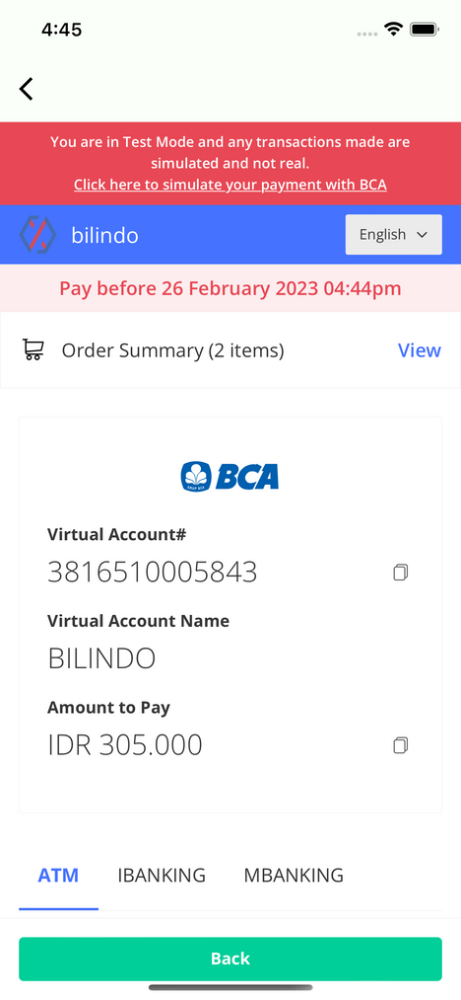 4:45
You are in Test Mode and any transactions made are
simulated and not real.
Click here to simulate your payment with BCA
bilindo
English
Pay before 26 February 2023 04:44pm
Order Summary (2 items)
View
BCA
Virtual Account#
3816510005843
Virtual Account Name
BILINDO
Amount to Pay
IDR 305.000
ATM
IBANKING
MBANKING
Back